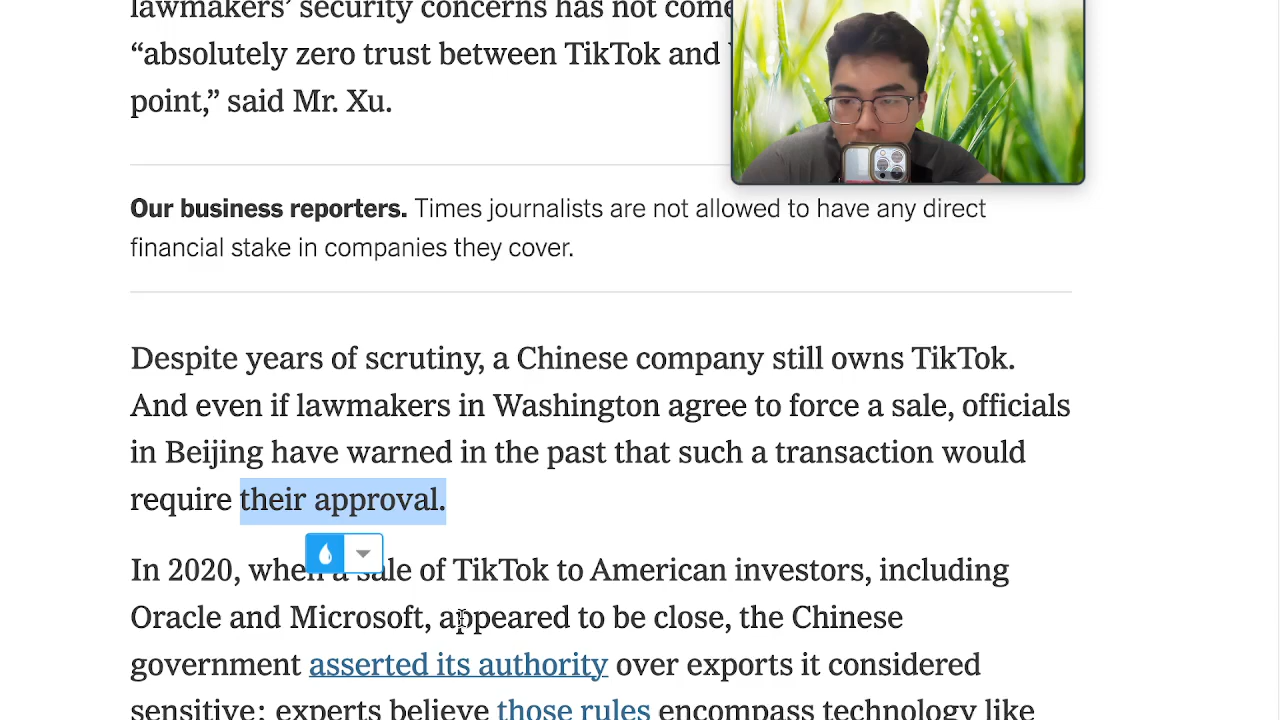 lawmakers’ security concerns has not come
“absolutely zero trust between TikTok and
point,” said Mr. Xu.
Our business reporters. Times journalists are not allowed to have any direct
financial stake in companies they cover.
Despite years of scrutiny, a Chinese company still owns TikTok.
And even if lawmakers in Washington agree to force a sale, officials
in Beijing have warned in the past that such a transaction would
require their approval.
In 2020, when a sale of TikTok to American investors, including
Oracle and Microsoft, appeared to be close, the Chinese
government asserted its authority over exports it considered
sensitive; experts believe those rules encompass technology like